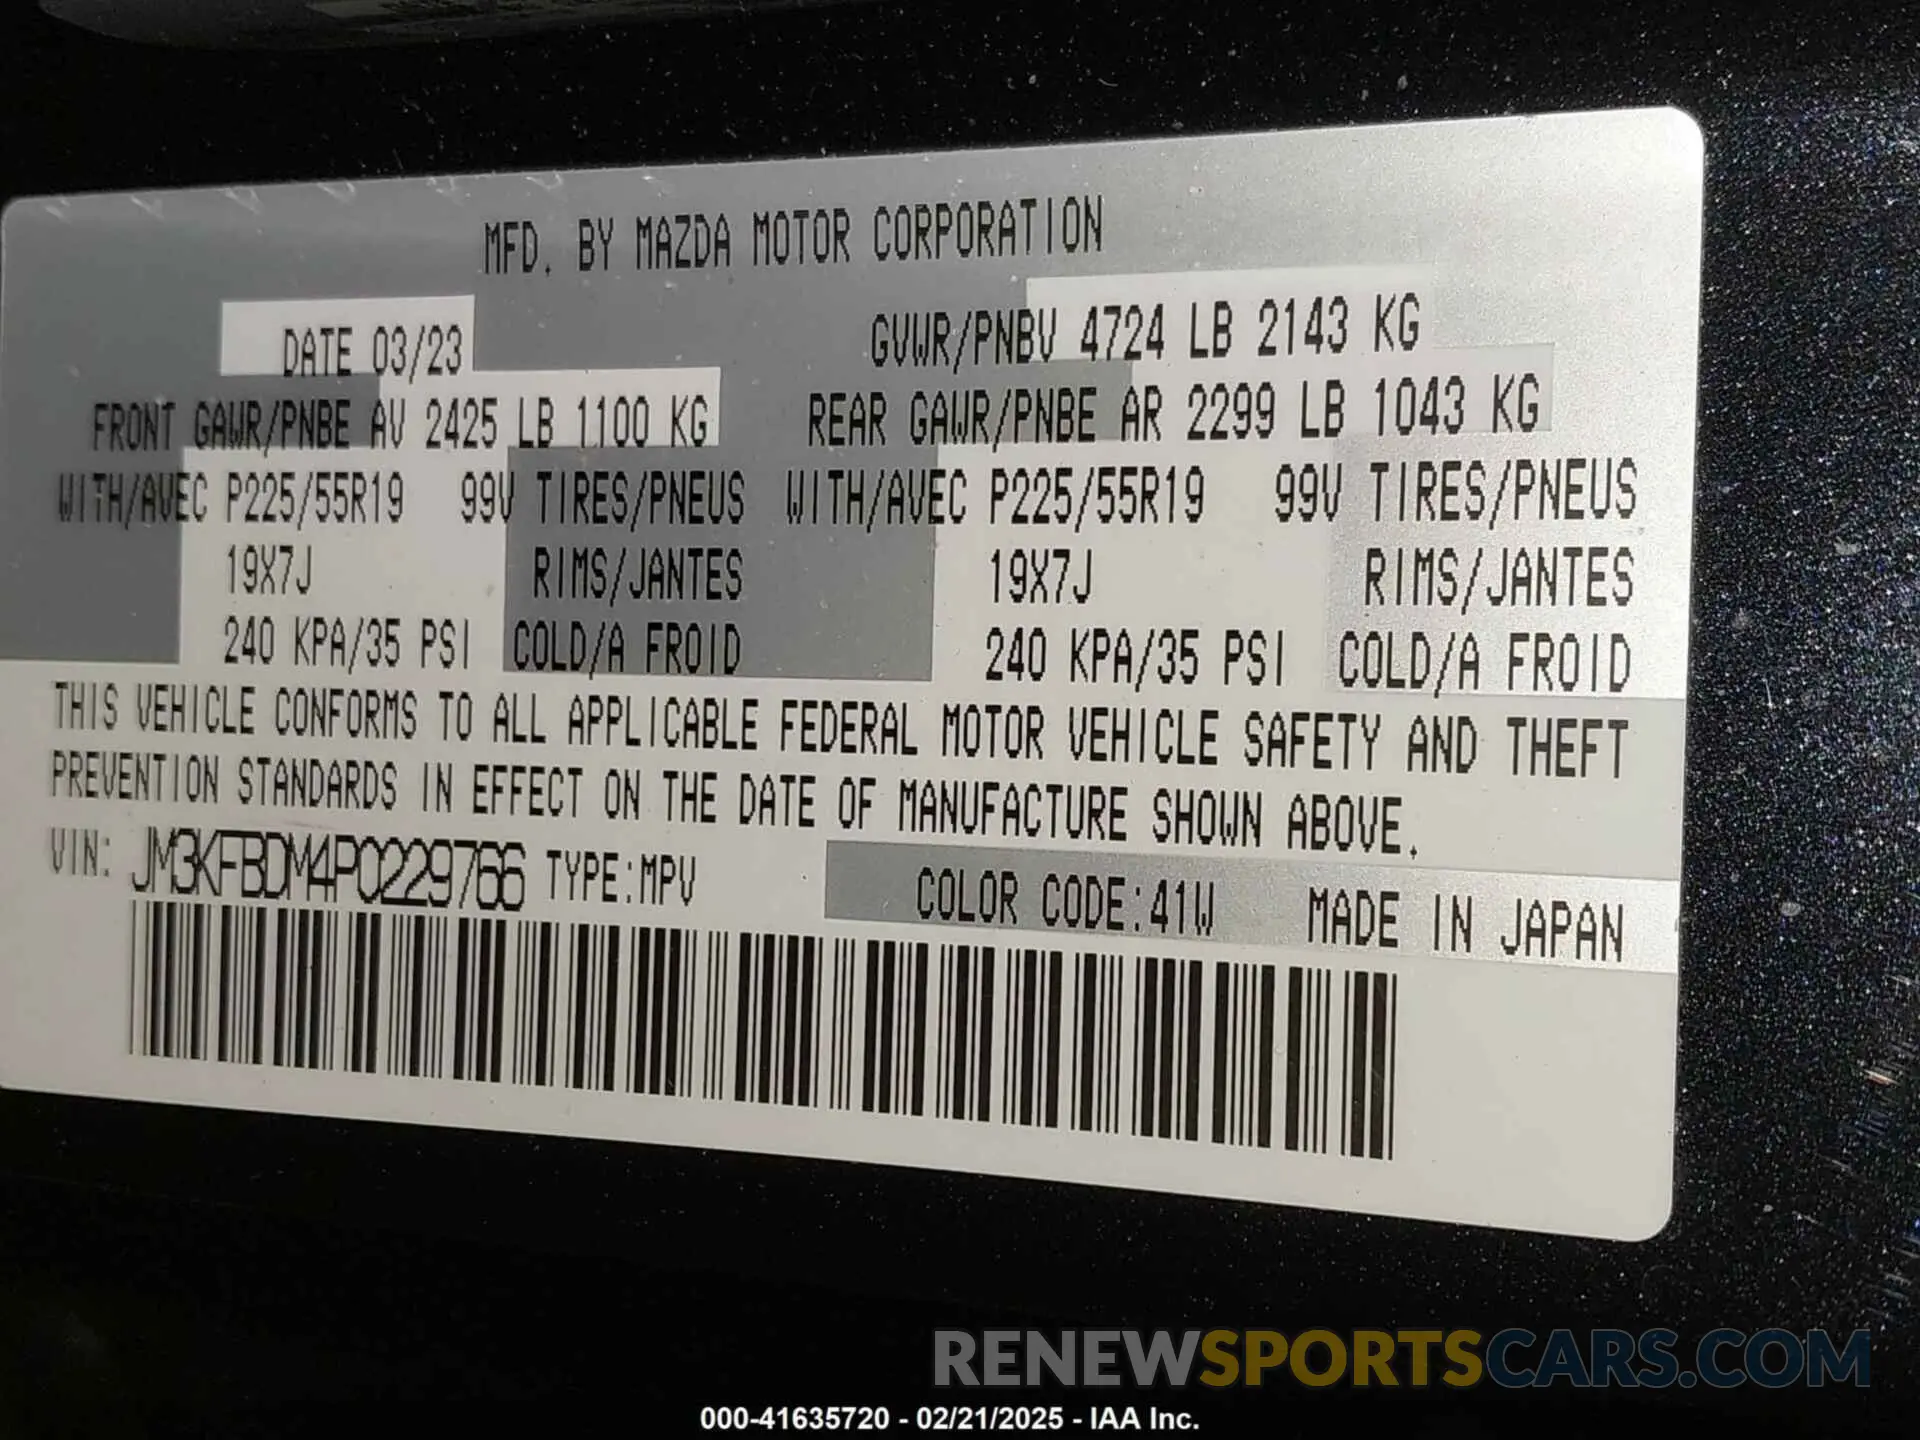 MFD. BY MAZDA MOTOR CORPORATION
DATE 03/23 GVWR/PNBV 4724 LB 2143 KG
FRONT GAWR/PNBE AV 2425 LB 1100 KG REAR GAWR/PNBE AR 2299 LB 1043 KG
WITH/AVEC P225/55R19 99V TIRES/PNEUS WITH/AVEC P225/55R19 99V TIRES/PNEUS
19X7J RIMS/JANTES 19X7J RIMS/JANTES
240 KPA/35 PSI COLD/A FROID 240 KPA/35 PSI COLD/A FROID
THIS VEHICLE CONFORMS TO ALL APPLICABLE FEDERAL MOTOR VEHICLE SAFETY AND THEFT
PREVENTION STANDARDS IN EFFECT ON THE DATE OF MANUFACTURE SHOWN ABOVE.
VIN: JM3KFBDM4P0229766 TYPE:MPV COLOR CODE:41W MADE IN JAPAN
RENEWSPORTSCARS.COM
000-41635720 - 02/21/2025 - IAA Inc.